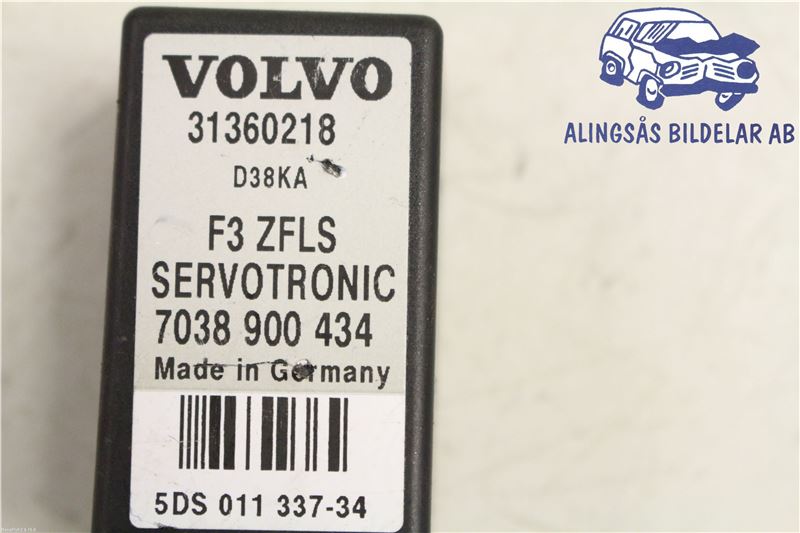 VOLVO
31360218
D38KA
F3 ZFLS
SERVOTRONIC
7038 900 434
Made in Germany
5DS 011 337-34
ALINGSÅS BILDELAR AB